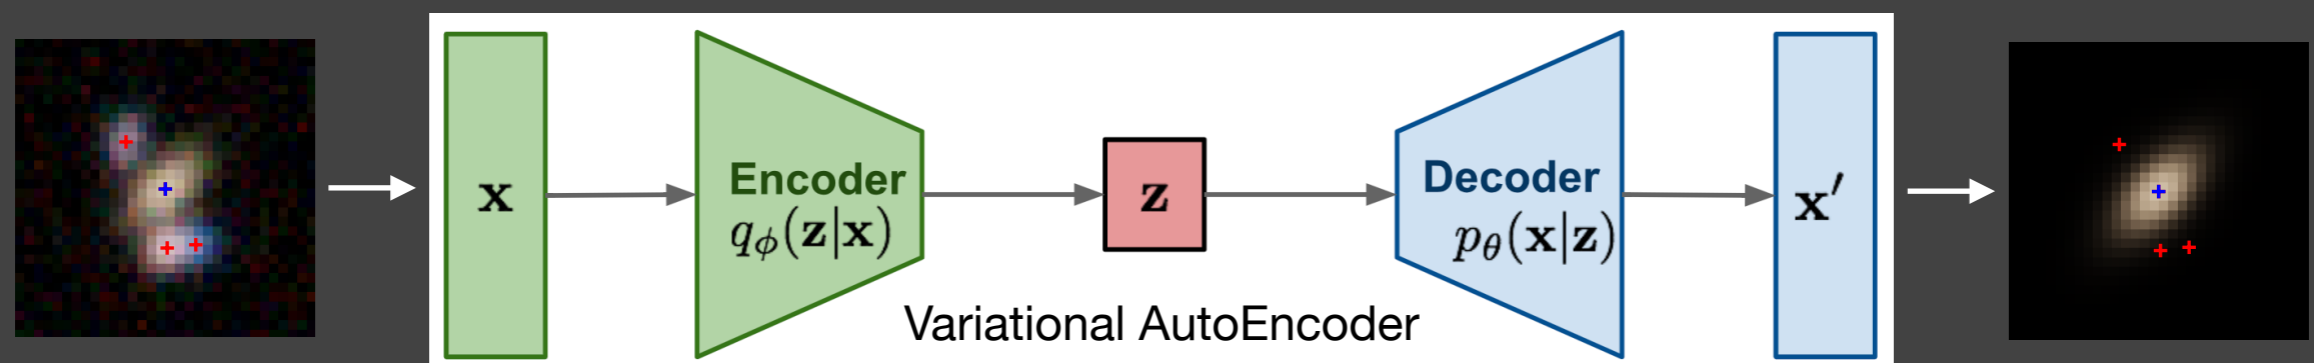 x
Encoder
qϕ(z|x)
z
Decoder
pθ(x|z)
x′
Variational AutoEncoder